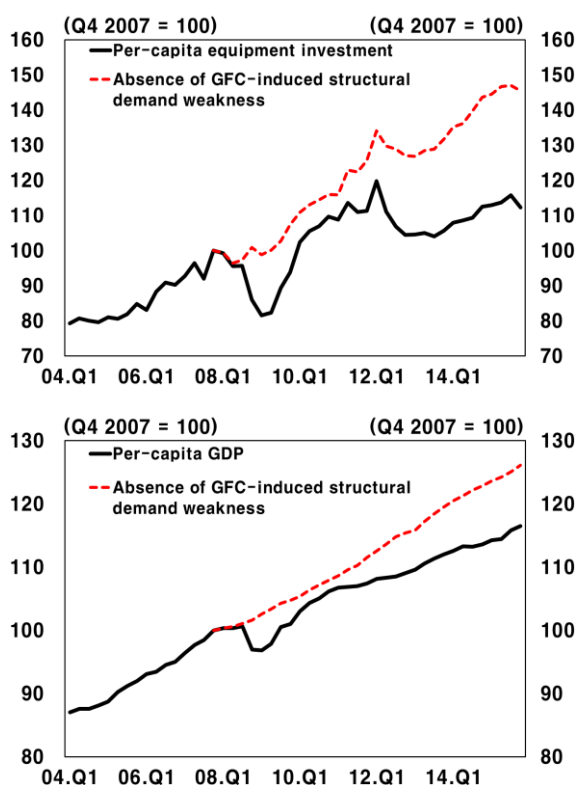 (Q4 2007 = 100) (Q4 2007 = 100)
160 160
Per-capita equipment investment
150 150
Absence of GFC-induced structural
demand weakness
140 140
130 130
120 120
110 110
100 100
90 90
80 80
70 70
04.Q1 06.Q1 08.Q1 10.Q1 12.Q1 14.Q1
(Q4 2007 = 100) (Q4 2007 = 100)
130 130
Per-capita GDP
Absence of GFC-induced structural
demand weakness
120 120
110 110
100 100
90 90
80 80
04.Q1 06.Q1 08.Q1 10.Q1 12.Q1 14.Q1